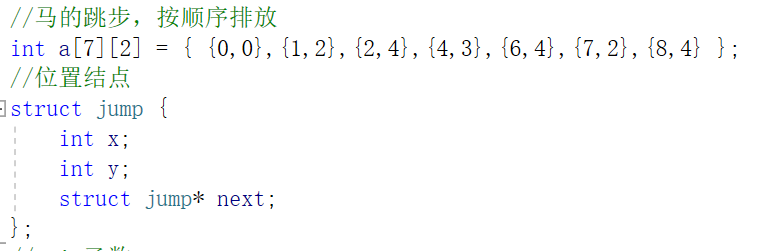 //马的跳步，按顺序排放
int a[7][2] = { {0,0},{1,2},{2,4},{4,3},{6,4},{7,2},{8,4} };
//位置结点
struct jump {
int x;
int y;
struct jump* next;
};